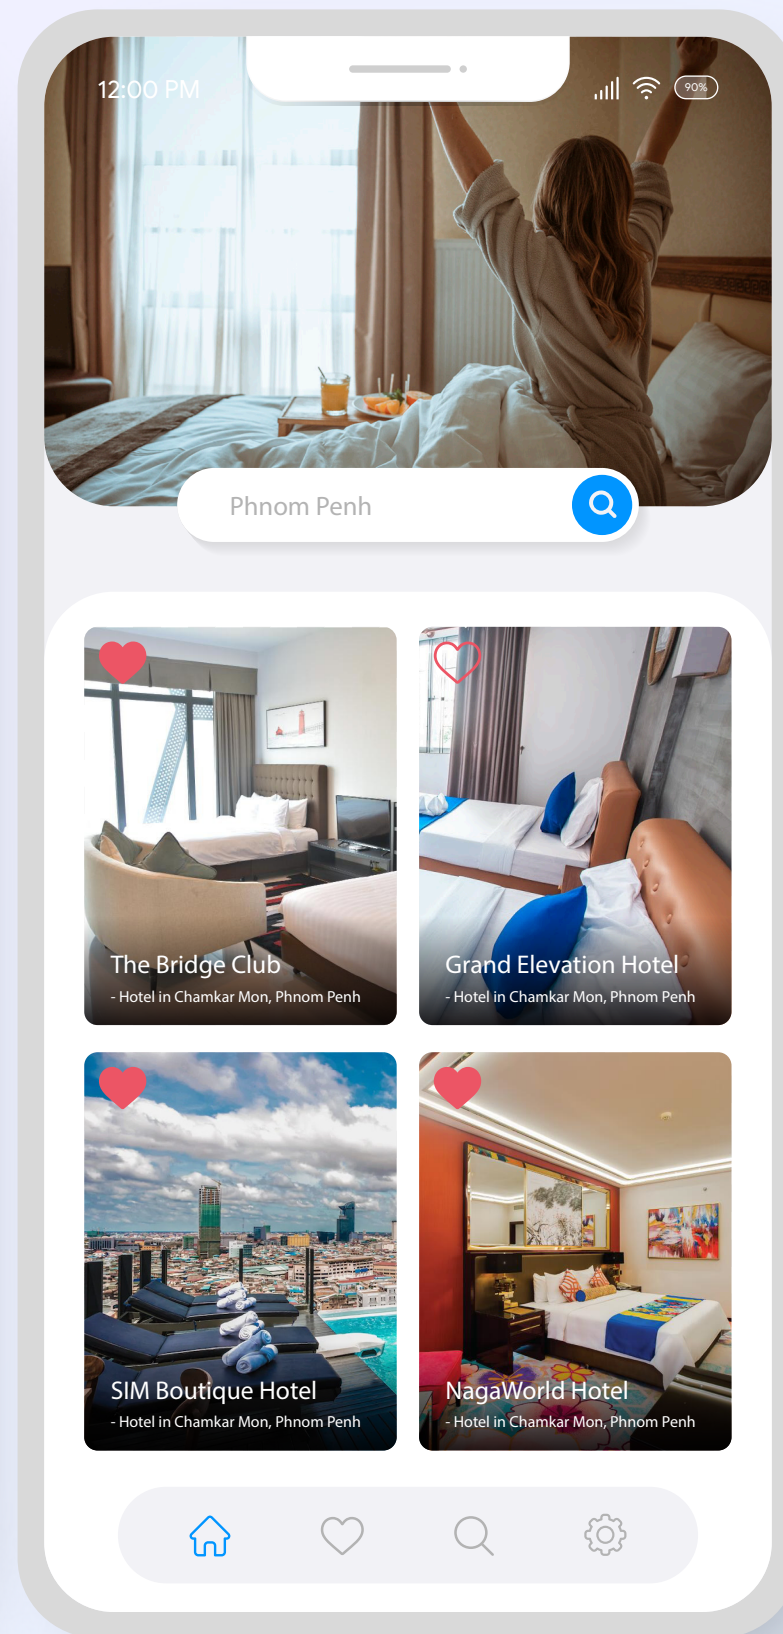 12:00 PM
90%
Phnom Penh
The Bridge Club
- Hotel in Chamkar Mon, Phnom Penh
Grand Elevation Hotel
- Hotel in Chamkar Mon, Phnom Penh
SIM Boutique Hotel
- Hotel in Chamkar Mon, Phnom Penh
NagaWorld Hotel
- Hotel in Chamkar Mon, Phnom Penh